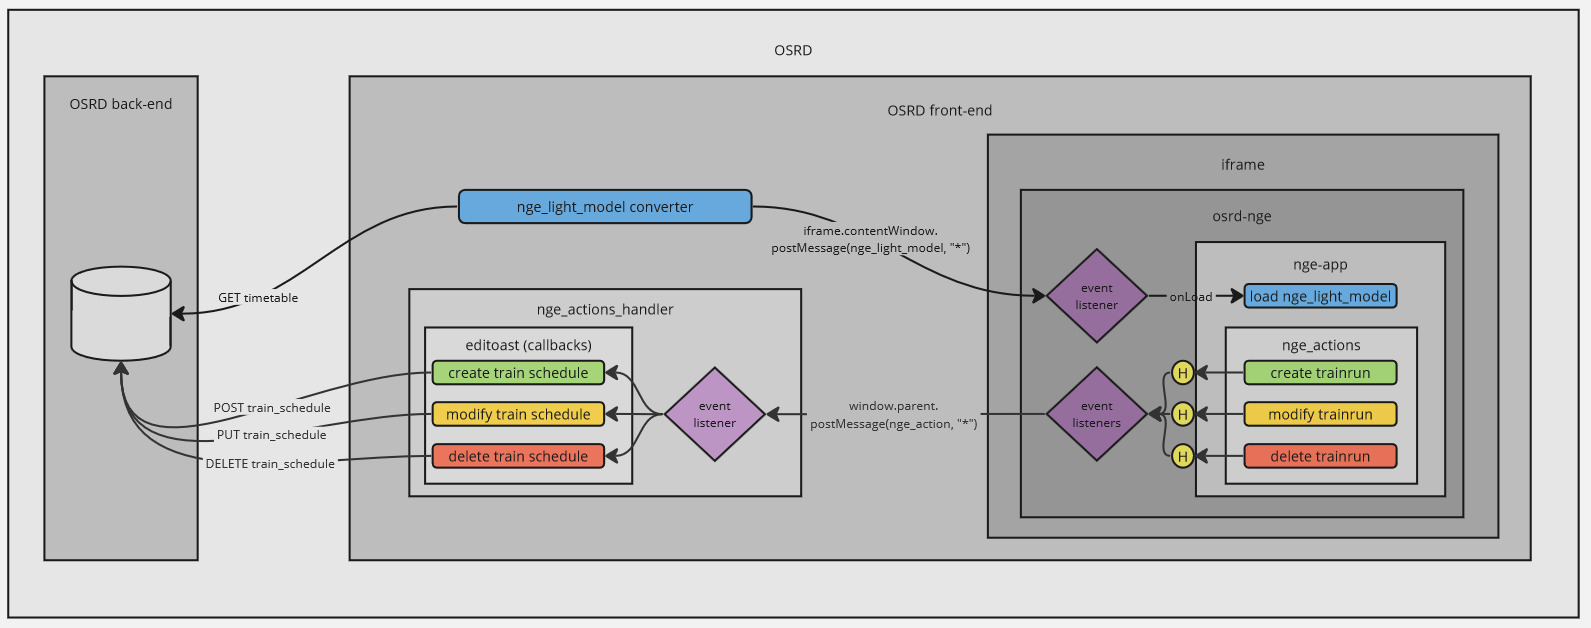 OSRD
OSRD back-end
OSRD front-end
iframe
nge_light_model converter
osrd-nge
iframe.contentWindow.
postMessage(nge_light_model, "*")
nge-app
GET timetable
event
listener
onLoad
load nge_light_model
nge_actions_handler
editoast (callbacks)
nge_actions
create train schedule
H
create trainrun
POST train_schedule
modify train schedule
event
listener
window.parent.
postMessage(nge_action, "*")
event
listeners
H
modify trainrun
PUT train_schedule
DELETE train_schedule
delete train schedule
H
delete trainrun